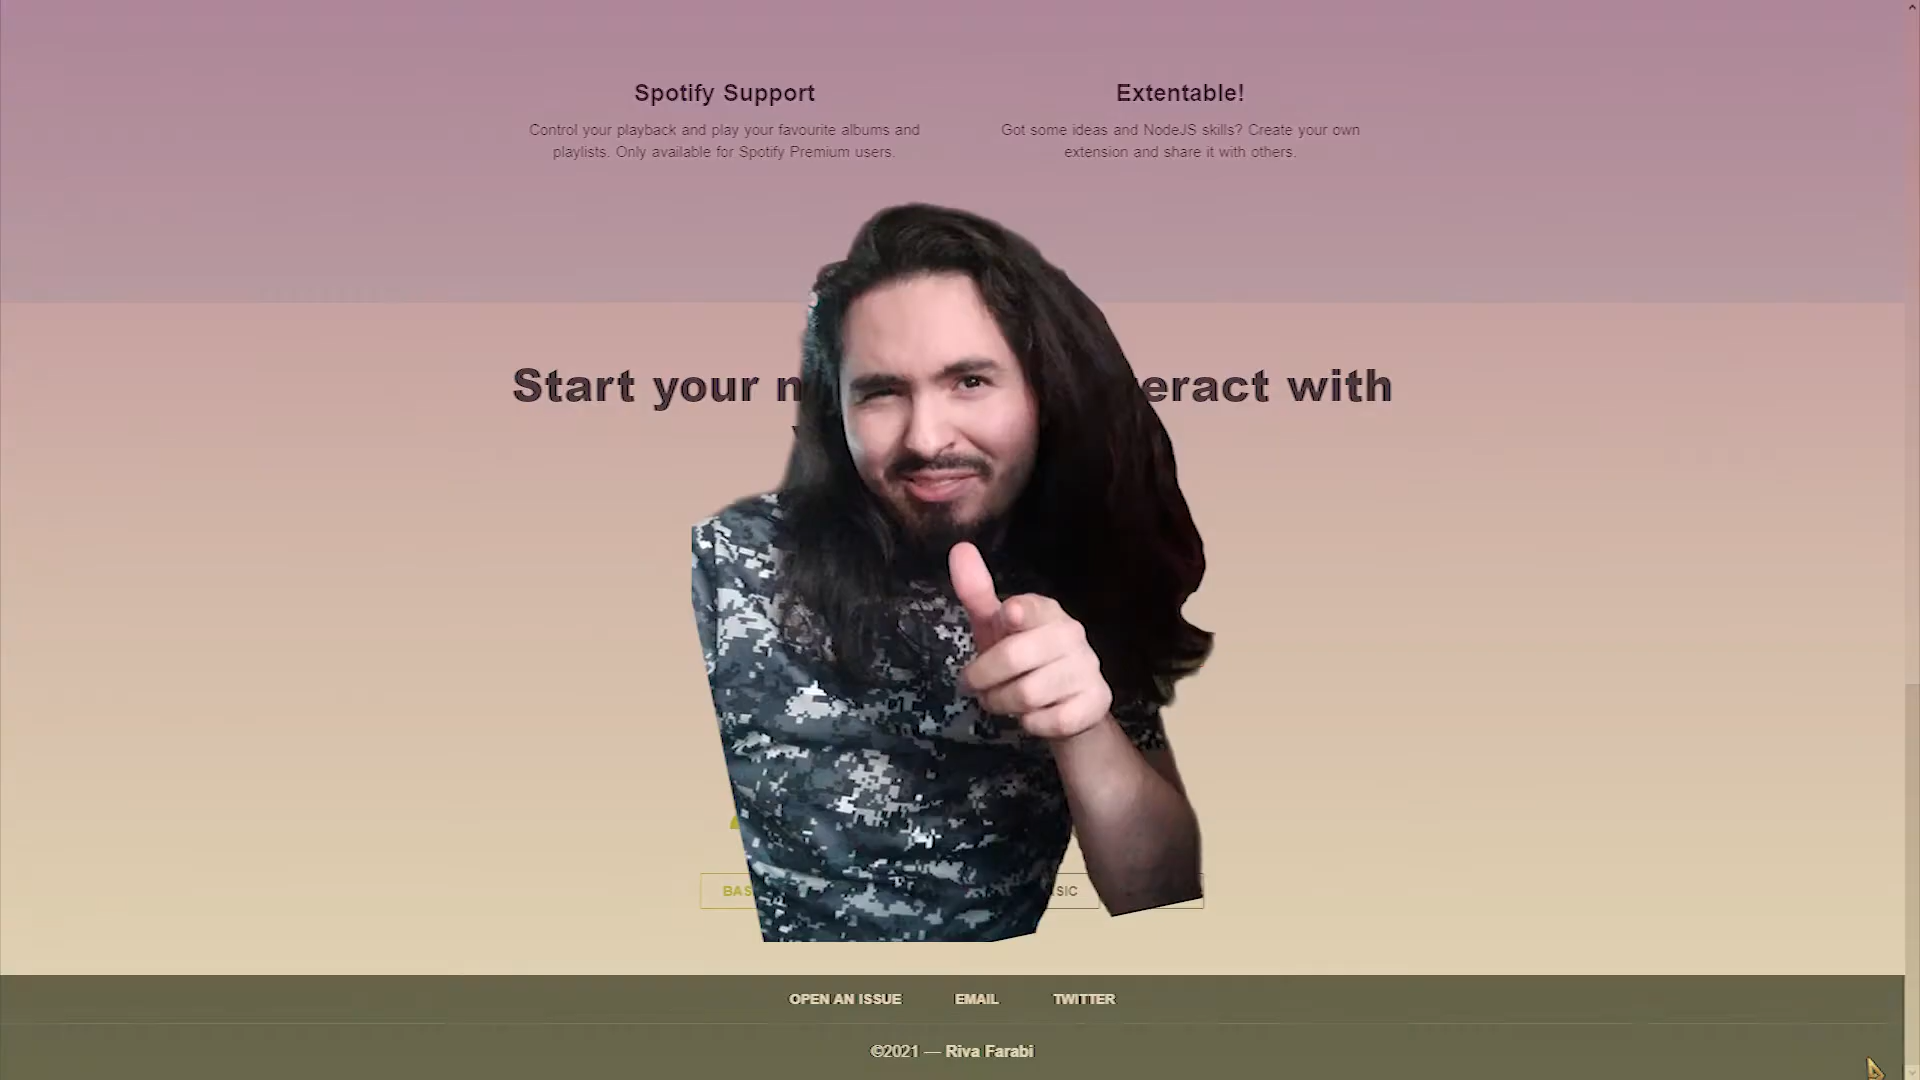 Spotify Support
Control your playback and play your favourite albums and
playlists. Only available for Spotify Premium users.
Extentable!
Got some ideas and NodeJS skills? Create your own
extension and share it with others.
Start your n eract with
BAS SIC
OPEN AN ISSUE EMAIL TWITTER
©2021 — Riva Farabi